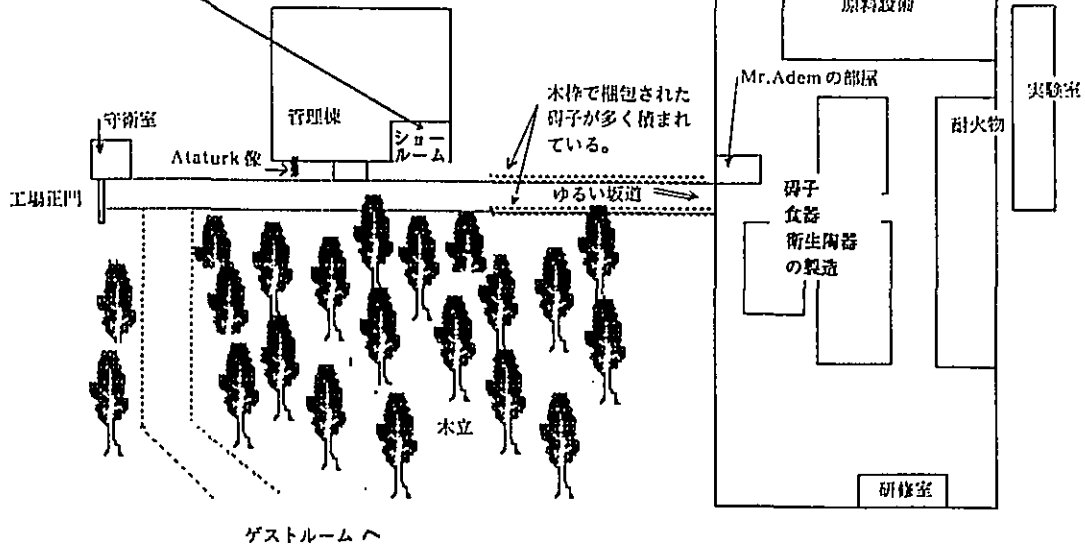 原料設備
Mr.Ademの部屋
実験室
木枠で梱包された
碍子が多く積まれ
ている。
守衛室
管理棟
ショー
ルーム
耐火物
Ataturk像
工場正門
ゆるい坂道
碍子
食器
衛生陶器
の製造
木立
研修室
ゲストルーム へ